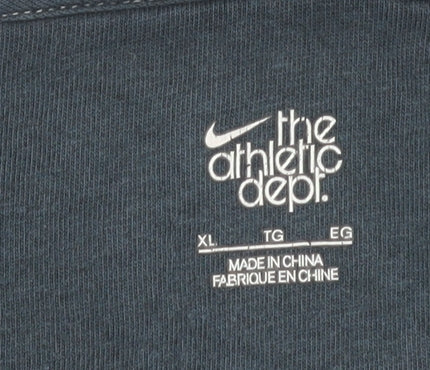 the
athletic
dept.
XL TG EG
MADE IN CHINA
FABRIQUE EN CHINE